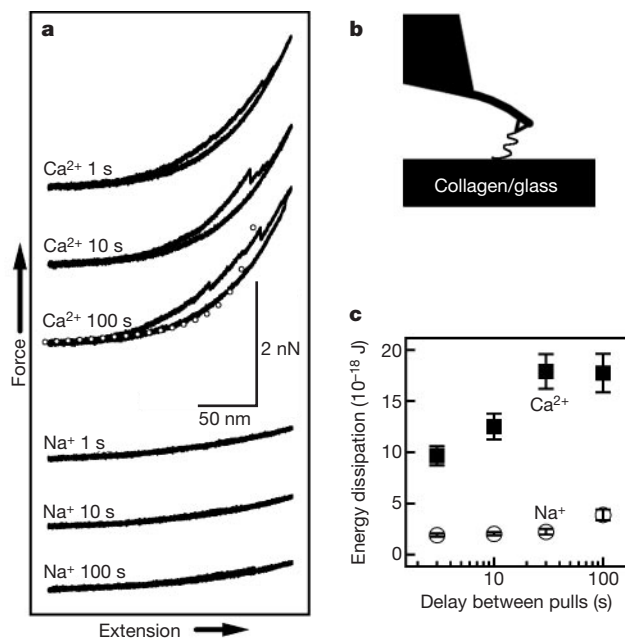 a
Ca²⁺ 1 s
Ca²⁺ 10 s
Ca²⁺ 100 s
2 nN
50 nm
Na⁺ 1 s
Na⁺ 10 s
Na⁺ 100 s
Force
Extension
b
Collagen/glass
c
Energy dissipation (10⁻¹⁸ J)
20
15
10
5
0
Ca²⁺
Na⁺
10
100
Delay between pulls (s)